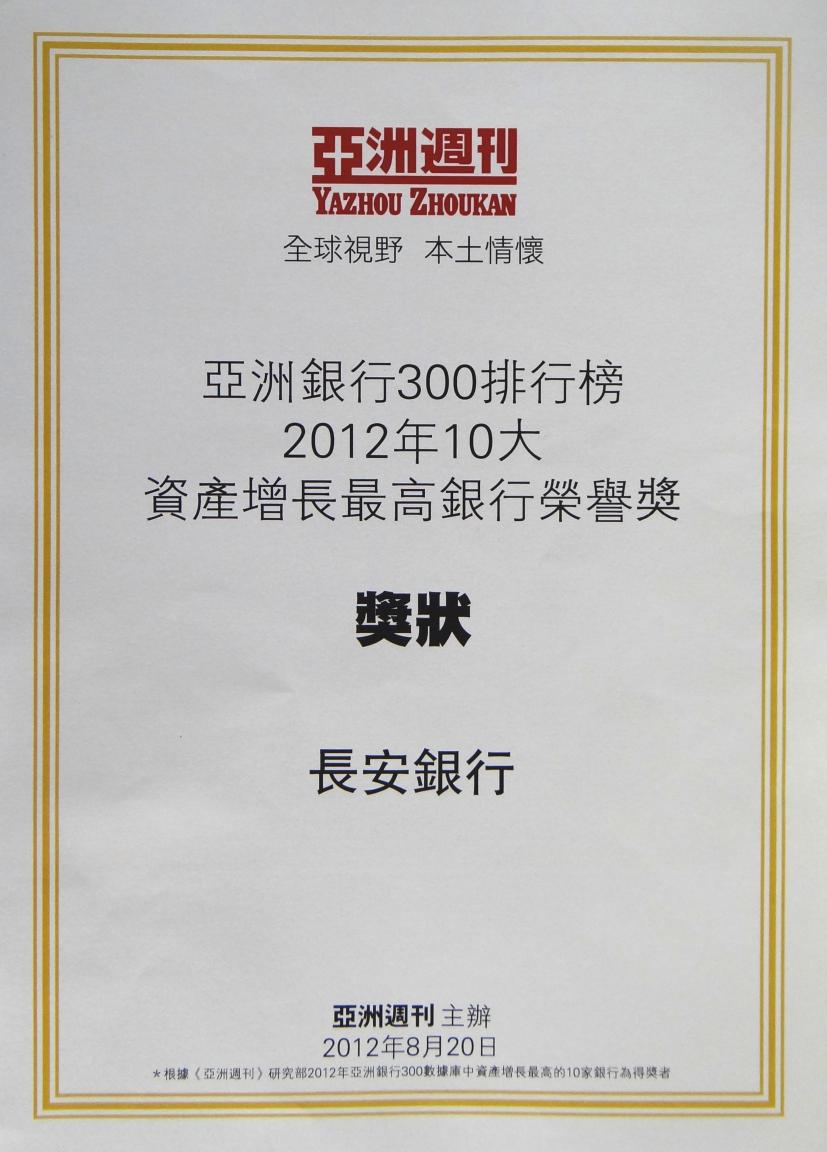 亞洲週刊
YAZHOU ZHOUKAN
全球視野 本土情懷
亞洲銀行300排行榜
2012年10大
資產增長最高銀行榮譽獎
獎狀
長安銀行
亞洲週刊 主辦
2012年8月20日
*根據《亞洲週刊》研究部2012年亞洲銀行300數據庫中資產增長最高的10家銀行為得獎者